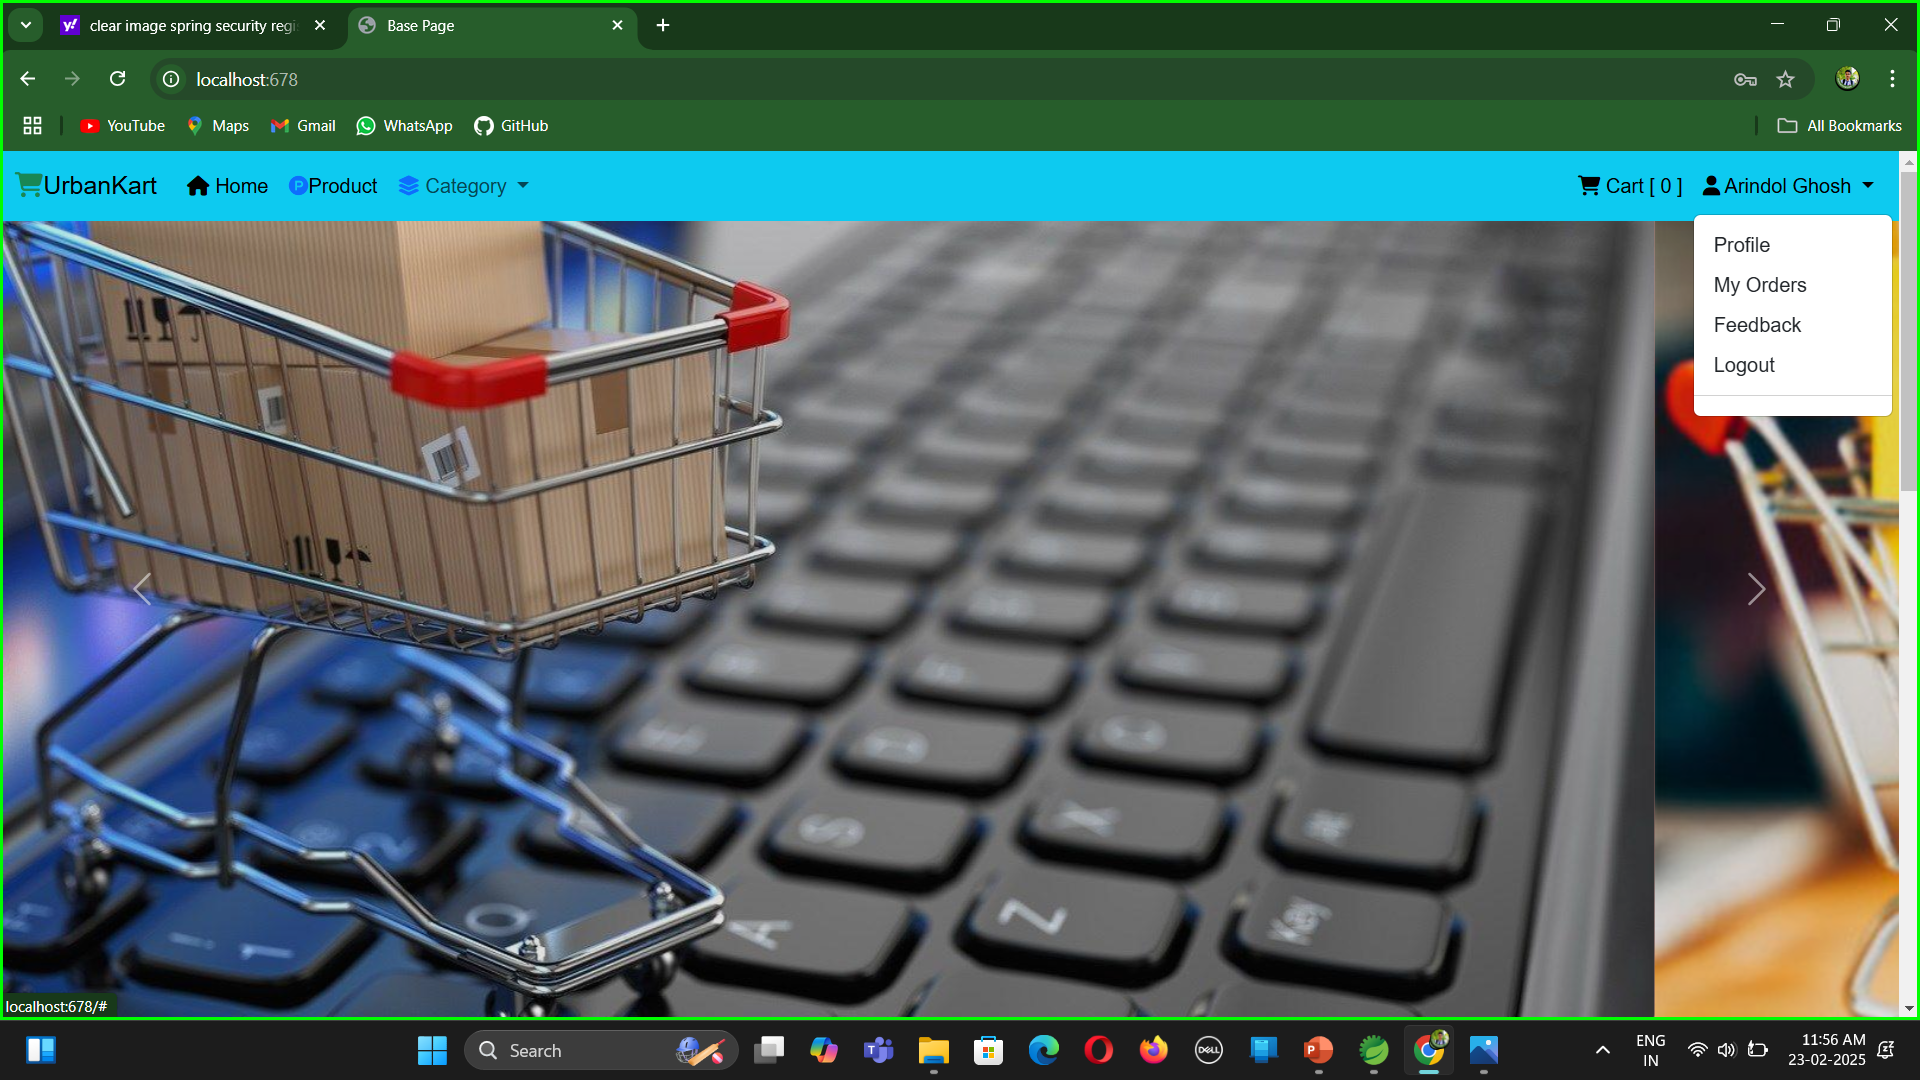 clear image spring security regi
Base Page
localhost:678
YouTube
Maps
Gmail
WhatsApp
GitHub
All Bookmarks
UrbanKart
Home
Product
Category
Cart [ 0 ]
Arindol Ghosh
Profile
My Orders
Feedback
Logout
A
S
Z
X
Key
localhost:678/#
Search
ENG
IN
11:56 AM
23-02-2025